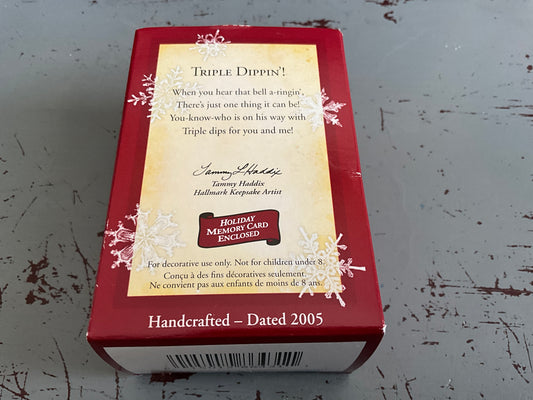 TRIPLE DIPPIN'!
When you hear that bell a-ringin',
There's just one thing it can be!
You-know-who is on his way with
Triple dips for you and me!
Tammy L Haddix
Tammy Haddix
Hallmark Keepsake Artist
HOLIDAY
MEMORY CARD
ENCLOSED
For decorative use only. Not for children under 8.
Conçu à des fins décoratives seulement.
Ne convient pas aux enfants de moins de 8 ans.
Handcrafted – Dated 2005